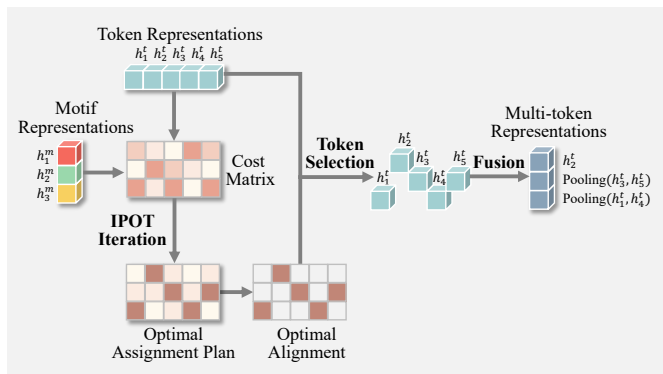 Token Representations
h₁ᵗ h₂ᵗ h₃ᵗ h₄ᵗ h₅ᵗ
Motif
Representations
h₁ᵐ
h₂ᵐ
h₃ᵐ
Cost
Matrix
IPOT
Iteration
Optimal
Assignment Plan
Optimal
Alignment
Token
Selection
h₁ᵗ
h₂ᵗ
h₃ᵗ
h₄ᵗ
h₅ᵗ
Fusion
Multi-token
Representations
h₂ᵗ
Pooling(h₃ᵗ, h₅ᵗ)
Pooling(h₁ᵗ, h₄ᵗ)